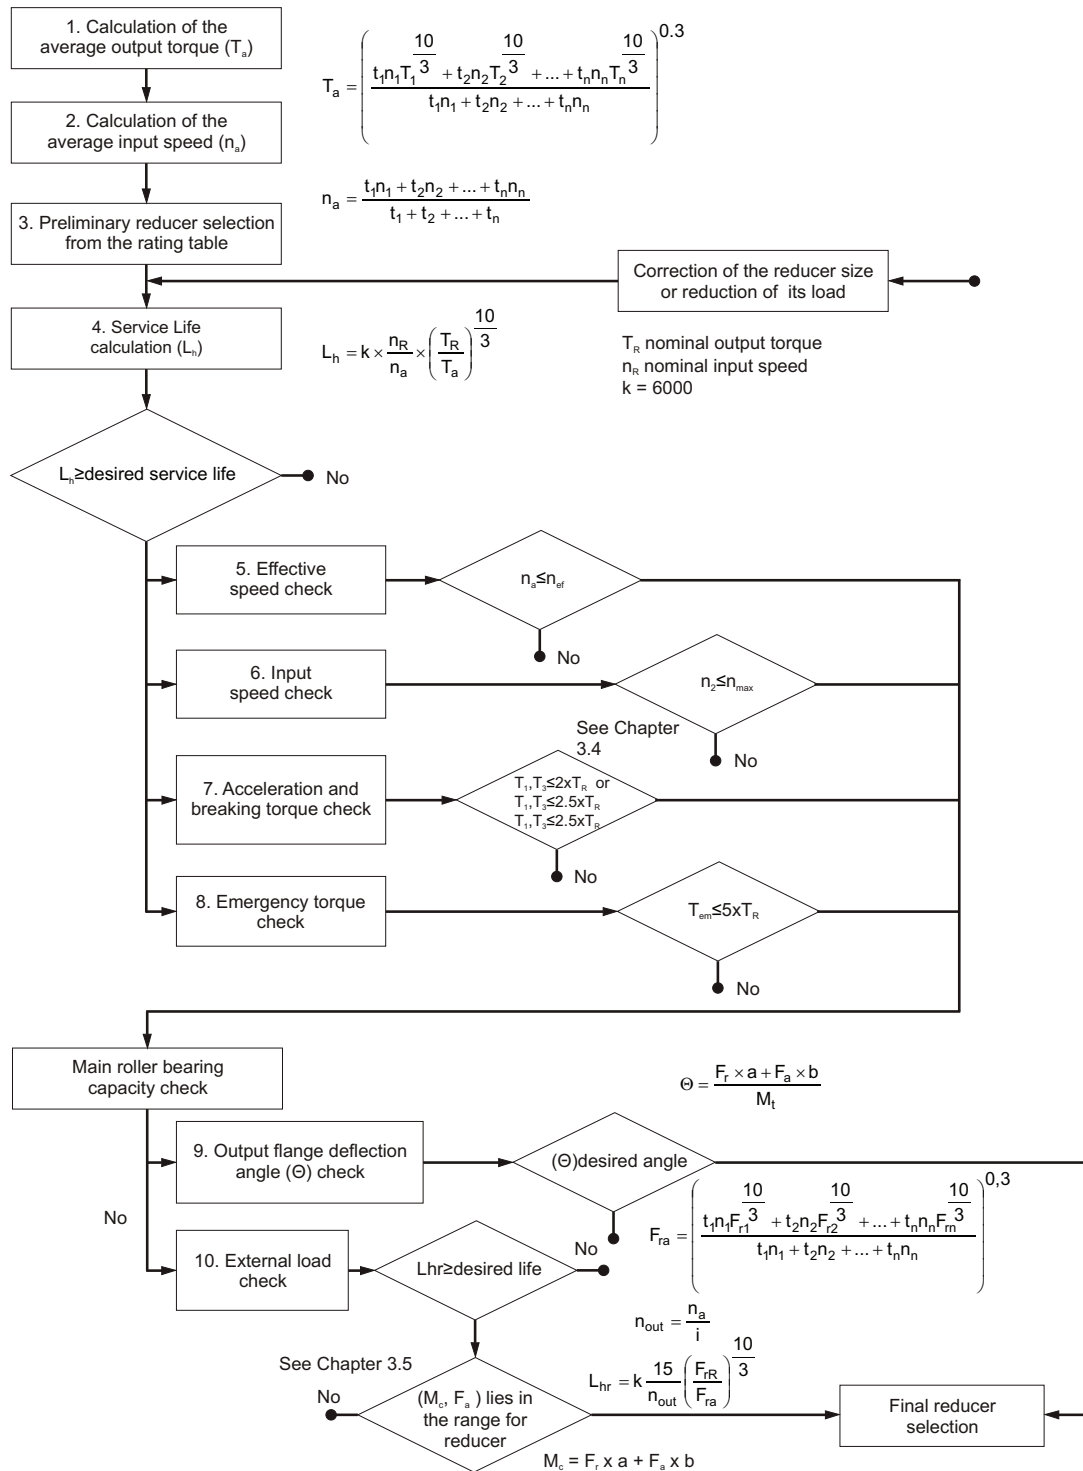 1. Calculation of the
average output torque (Tₐ)
Tₐ = ( (t₁n₁T₁^(10/3) + t₂n₂T₂^(10/3) + ... + tₙnₙTₙ^(10/3)) / (t₁n₁ + t₂n₂ + ... + tₙnₙ) )^0.3
2. Calculation of the
average input speed (nₐ)
nₐ = (t₁n₁ + t₂n₂ + ... + tₙnₙ) / (t₁ + t₂ + ... + tₙ)
3. Preliminary reducer selection
from the rating table
Correction of the reducer size
or reduction of its load
4. Service Life
calculation (Lₕ)
Lₕ = k × n_R/nₐ × (T_R/Tₐ)^(10/3)
T_R nominal output torque
n_R nominal input speed
k = 6000
Lₕ≥desired service life
No
5. Effective
speed check
nₐ≤n_ef
No
6. Input
speed check
n₂≤n_max
No
See Chapter
3.4
7. Acceleration and
breaking torque check
T₁,T₃≤2xT_R or
T₁,T₃≤2.5xT_R
T₁,T₃≤2.5xT_R
No
8. Emergency torque
check
T_em≤5xT_R
No
Main roller bearing
capacity check
Θ = (F_r × a + Fₐ × b) / M_t
9. Output flange deflection
angle (Θ) check
(Θ)desired angle
No
No
F_ra = ( (t₁n₁F_r1^(10/3) + t₂n₂F_r2^(10/3) + ... + tₙnₙF_rn^(10/3)) / (t₁n₁ + t₂n₂ + ... + tₙnₙ) )^0,3
10. External load
check
Lhr≥desired life
n_out = nₐ/i
See Chapter 3.5
No
(M_c, Fₐ ) lies in
the range for
reducer
L_hr = k 15/n_out (F_rR/F_ra)^(10/3)
Final reducer
selection
M_c = F_r x a + Fₐ x b